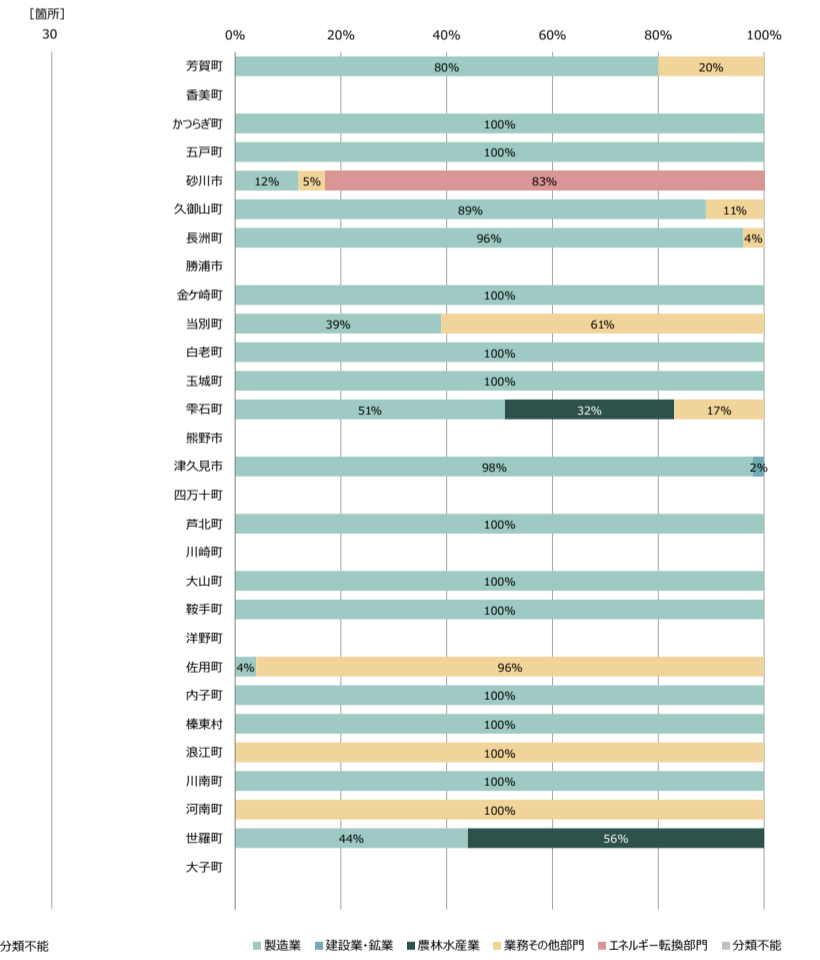 ［箇所］
30
0% 20% 40% 60% 80% 100%
芳賀町 80% 20%
香美町
かつらぎ町 100%
五戸町 100%
砂川市 12% 5% 83%
久御山町 89% 11%
長洲町 96% 4%
勝浦市
金ケ崎町 100%
当別町 39% 61%
白老町 100%
玉城町 100%
雫石町 51% 32% 17%
熊野市
津久見市 98% 2%
四万十町
芦北町 100%
川崎町
大山町 100%
鞍手町 100%
洋野町
佐用町 4% 96%
内子町 100%
榛東村 100%
浪江町 100%
川南町 100%
河南町 100%
世羅町 44% 56%
大子町
分類不能
製造業 建設業・鉱業 農林水産業 業務その他部門 エネルギー転換部門 分類不能